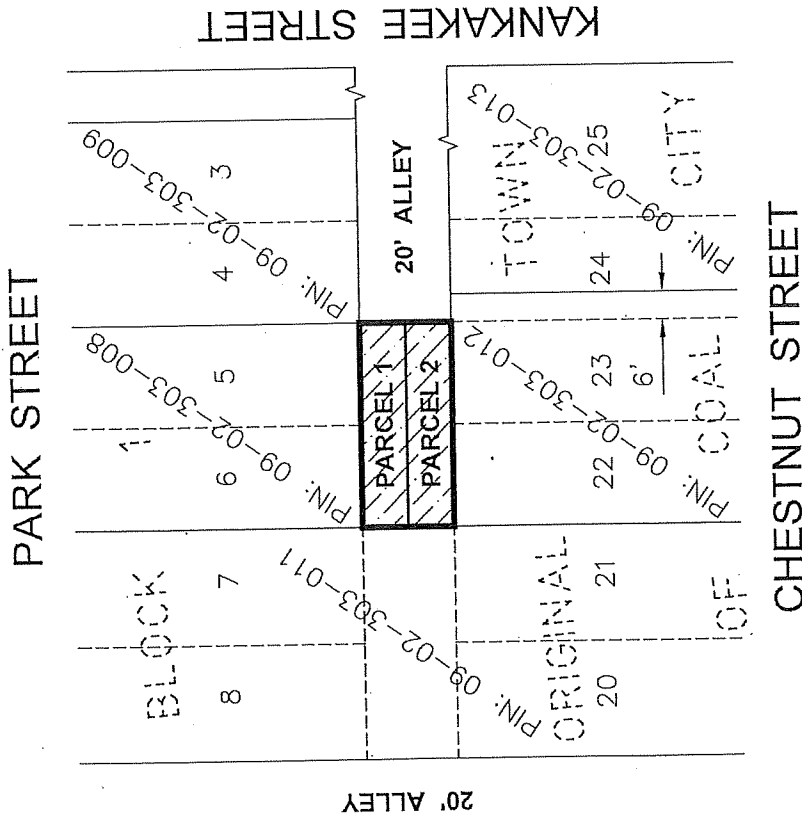 KANKAKEE STREET
PARK STREET
PIN: 09-02-303-009
3
4
PIN: 09-02-303-008
5
6
1
BLOCK
7
8
20' ALLEY
PARCEL 1
PARCEL 2
PIN: 09-02-303-011
20' ALLEY
PIN: 09-02-303-013
25
24
PIN: 09-02-303-012
23
22
6'
21
20
ORIGINAL
TOWN
OF
COAL
CITY
CHESTNUT STREET